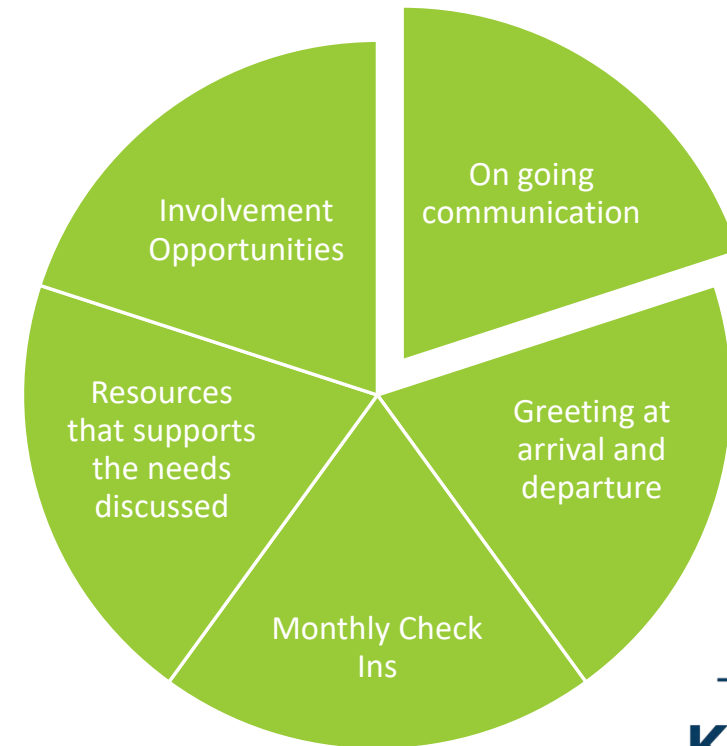 On going
communication
Greeting at
arrival and
departure
Monthly Check
Ins
Resources
that supports
the needs
discussed
Involvement
Opportunities
K